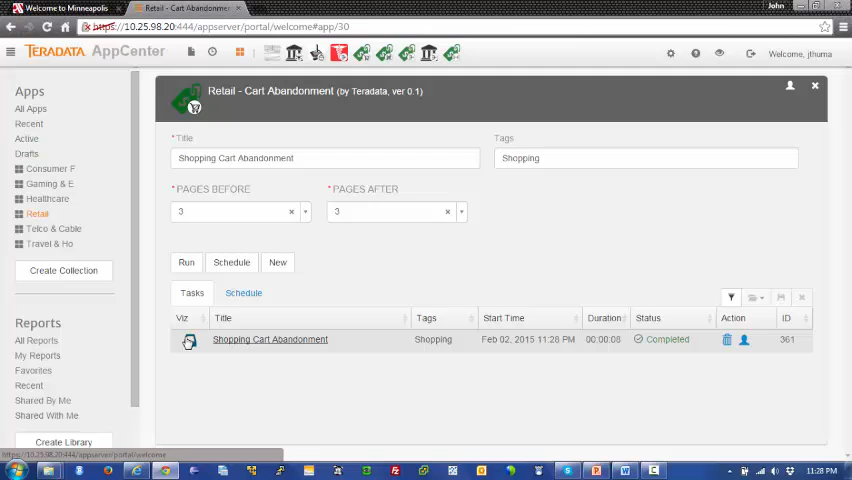 Welcome to Minneapolis
Retail - Cart Abandonmen
John
https://10.25.98.20:444/appserver/portal/welcome#app/30
TERADATA AppCenter
Welcome, jthuma
Apps
All Apps
Recent
Active
Drafts
Consumer F
Gaming & E
Healthcare
Retail
Telco & Cable
Travel & Ho
Create Collection
Reports
All Reports
My Reports
Favorites
Recent
Shared By Me
Shared With Me
Create Library
Retail - Cart Abandonment (by Teradata, ver 0.1)
* Title
Tags
Shopping Cart Abandonment
Shopping
* PAGES BEFORE
* PAGES AFTER
3
3
Run
Schedule
New
Tasks
Schedule
Viz Title Tags Start Time Duration Status Action ID
Shopping Cart Abandonment Shopping Feb 02, 2015 11:28 PM 00:00:08 Completed 361
https://10.25.98.20:444/appserver/portal/welcome
11:28 PM